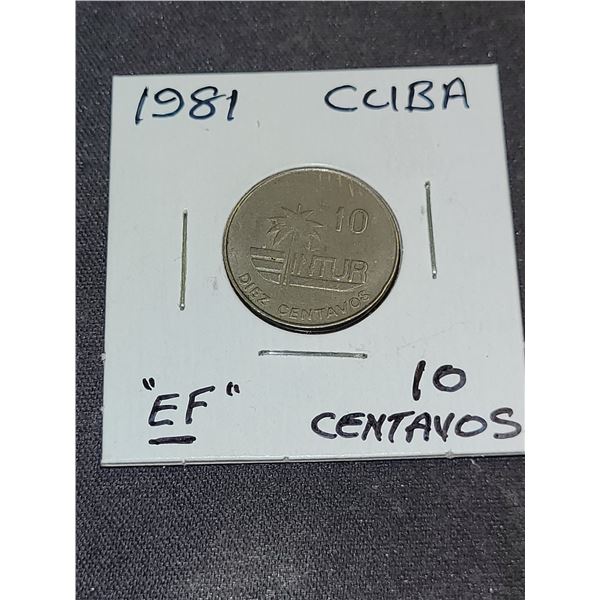 1981 CUBA
10
INTUR
DIEZ CENTAVOS
"EF"
10
CENTAVOS